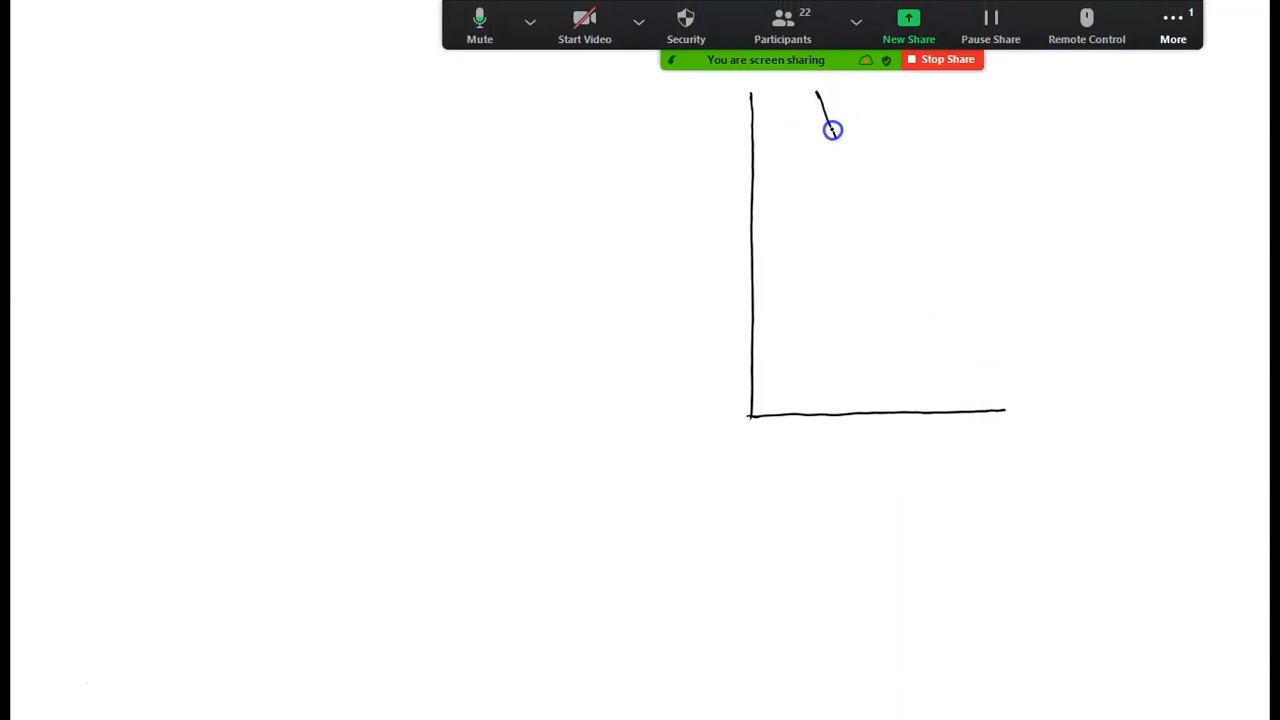 22
1
Mute
Start Video
Security
Participants
New Share
Pause Share
Remote Control
More
You are screen sharing
Stop Share